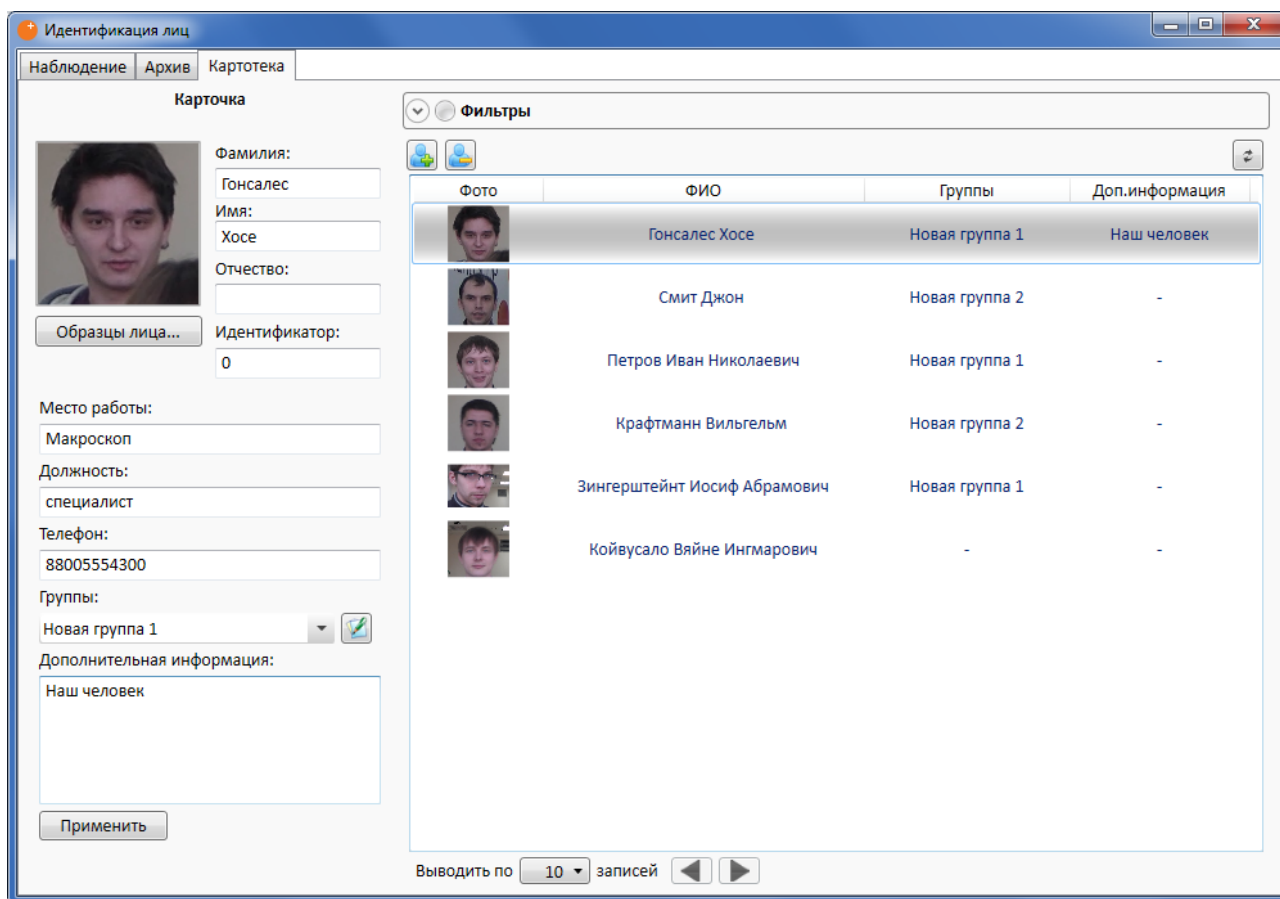 Идентификация лиц
Наблюдение Архив Картотека
Карточка
Фамилия:
Гонсалес
Имя:
Хосе
Отчество:
Образцы лица...
Идентификатор:
0
Место работы:
Макроскоп
Должность:
специалист
Телефон:
88005554300
Группы:
Новая группа 1
Дополнительная информация:
Наш человек
Применить
Фильтры
Фото ФИО Группы Доп.информация
Гонсалес Хосе Новая группа 1 Наш человек
Смит Джон Новая группа 2 -
Петров Иван Николаевич Новая группа 1 -
Крафтманн Вильгельм Новая группа 2 -
Зингерштейнт Иосиф Абрамович Новая группа 1 -
Койвусало Вяйне Ингмарович - -
Выводить по 10 записей